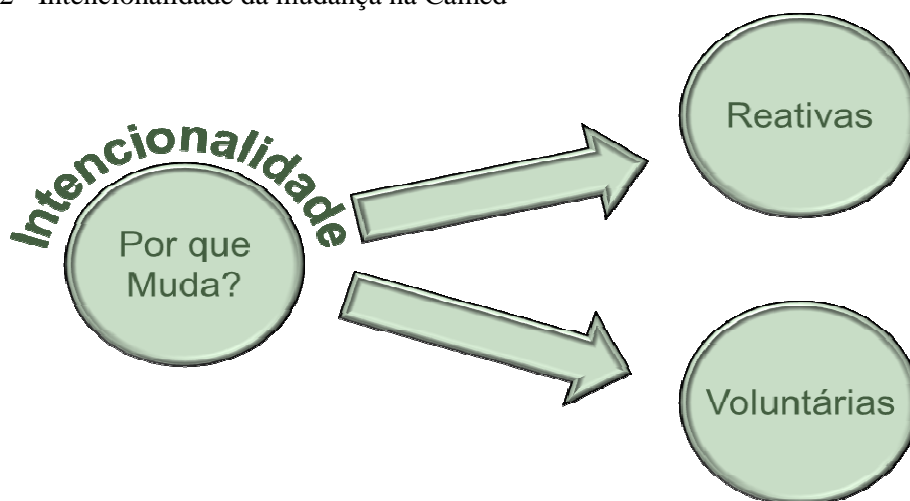 2 - Intencionalidade da mudança na Camed
Intencionalidade
Por que
Muda?
Reativas
Voluntárias